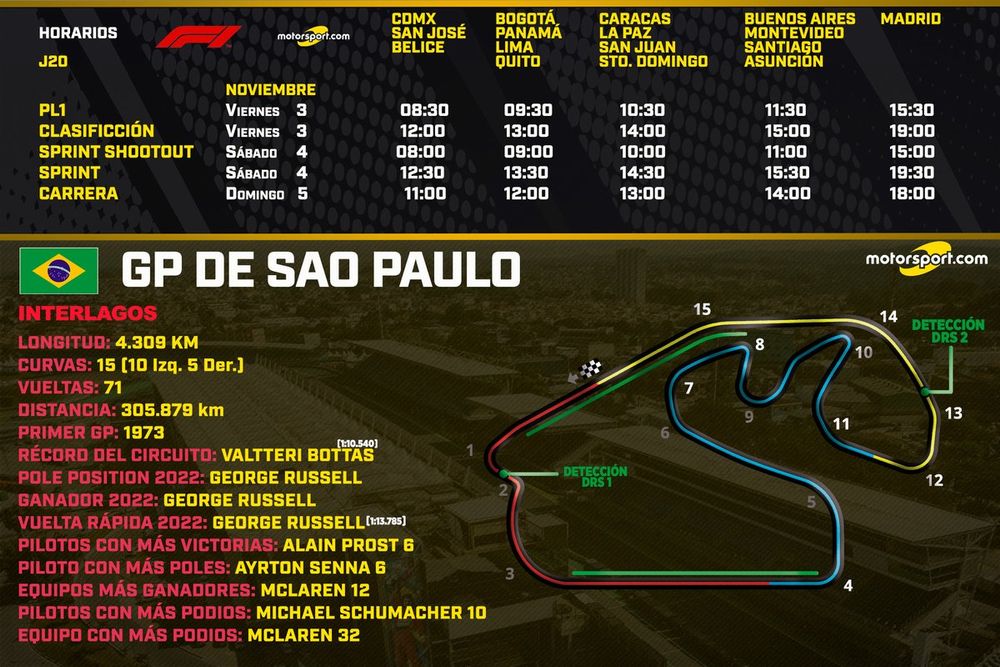 HORARIOS
J20
F1
motorsport.com
CDMX
SAN JOSÉ
BELICE
BOGOTÁ
PANAMÁ
LIMA
QUITO
CARACAS
LA PAZ
SAN JUAN
STO. DOMINGO
BUENOS AIRES
MONTEVIDEO
SANTIAGO
ASUNCIÓN
MADRID
NOVIEMBRE
PL1 VIERNES 3 08:30 09:30 10:30 11:30 15:30
CLASIFICCIÓN VIERNES 3 12:00 13:00 14:00 15:00 19:00
SPRINT SHOOTOUT SÁBADO 4 08:00 09:00 10:00 11:00 15:00
SPRINT SÁBADO 4 12:30 13:30 14:30 15:30 19:30
CARRERA DOMINGO 5 11:00 12:00 13:00 14:00 18:00
GP DE SAO PAULO
motorsport.com
INTERLAGOS
LONGITUD: 4.309 KM
CURVAS: 15 (10 Izq. 5 Der.)
VUELTAS: 71
DISTANCIA: 305.879 km
PRIMER GP: 1973
RÉCORD DEL CIRCUITO: VALTTERI BOTTAS [1:10.540]
POLE POSITION 2022: GEORGE RUSSELL
GANADOR 2022: GEORGE RUSSELL
VUELTA RÁPIDA 2022: GEORGE RUSSELL [1:13.785]
PILOTOS CON MÁS VICTORIAS: ALAIN PROST 6
PILOTO CON MÁS POLES: AYRTON SENNA 6
EQUIPOS MÁS GANADORES: MCLAREN 12
PILOTOS CON MÁS PODIOS: MICHAEL SCHUMACHER 10
EQUIPO CON MÁS PODIOS: MCLAREN 32
15
14
DETECCIÓN
DRS 2
8
10
7
9
13
6
11
1
DETECCIÓN
DRS 1
2
12
5
3
4